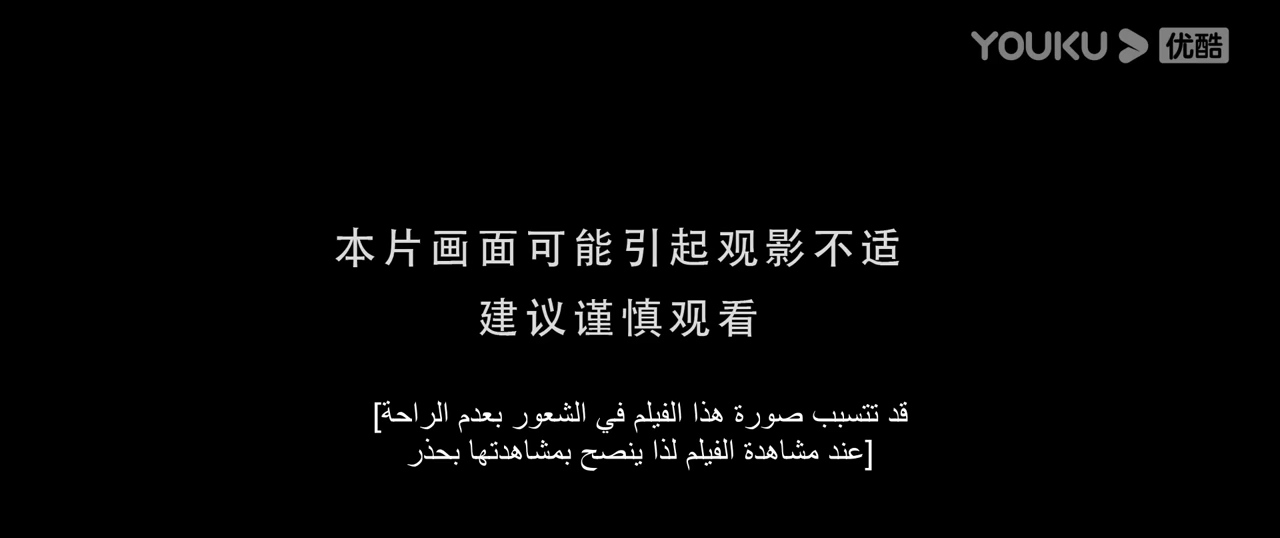 YOUKU 优酷
本片画面可能引起观影不适
建议谨慎观看
قد تتسبب صورة هذا الفيلم في الشعور بعدم الراحة]
[عند مشاهدة الفيلم لذا ينصح بمشاهدتها بحذر